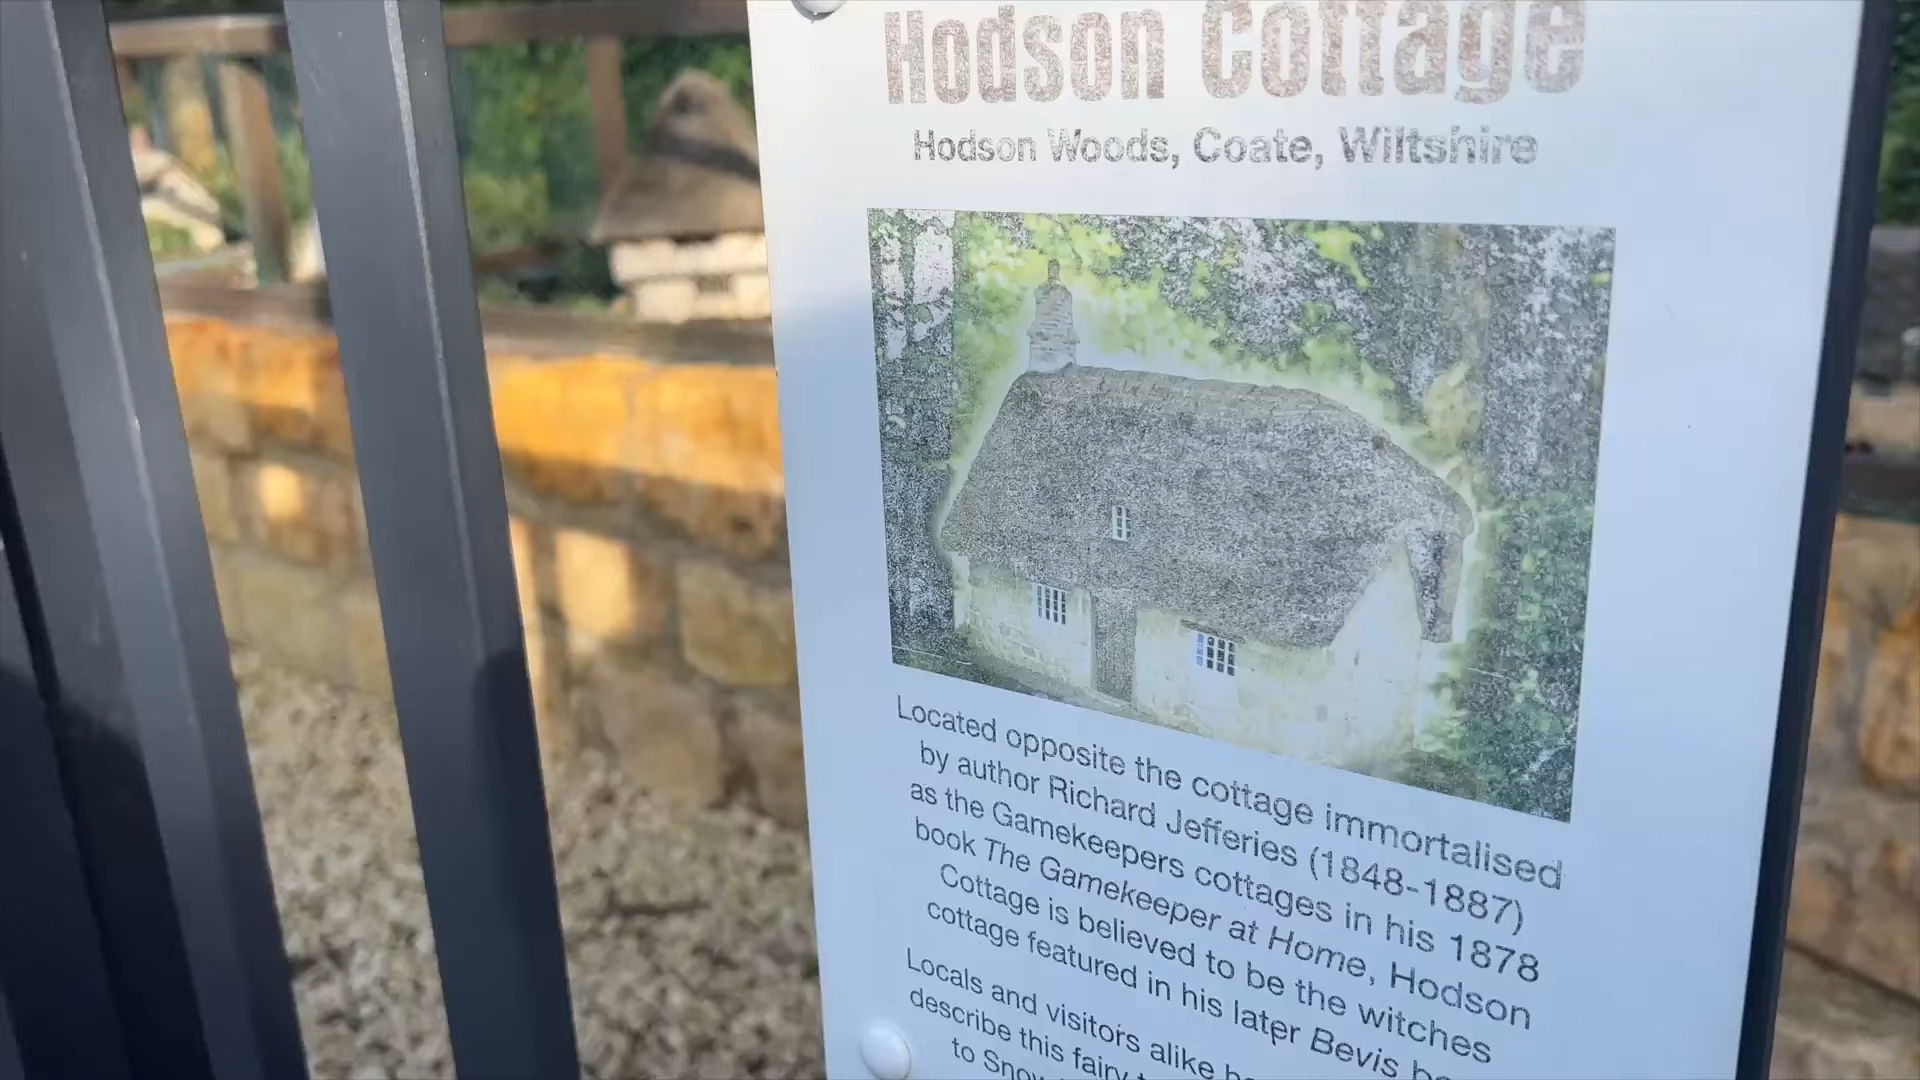 Hodson Cottage
Hodson Woods, Coate, Wiltshire
Located opposite the cottage immortalised
by author Richard Jefferies (1848-1887)
as the Gamekeepers cottages in his 1878
book The Gamekeeper at Home, Hodson
Cottage is believed to be the witches
cottage featured in his later Bevis
Locals and visitors alike
describe this fairy
to